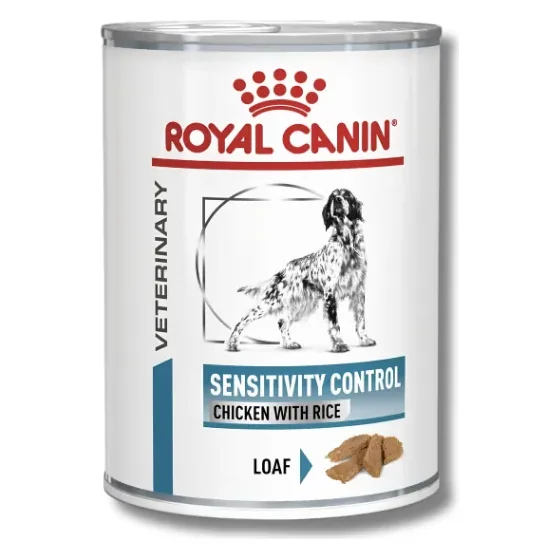 ROYAL CANIN®
VETERINARY
SENSITIVITY CONTROL
CHICKEN WITH RICE
LOAF